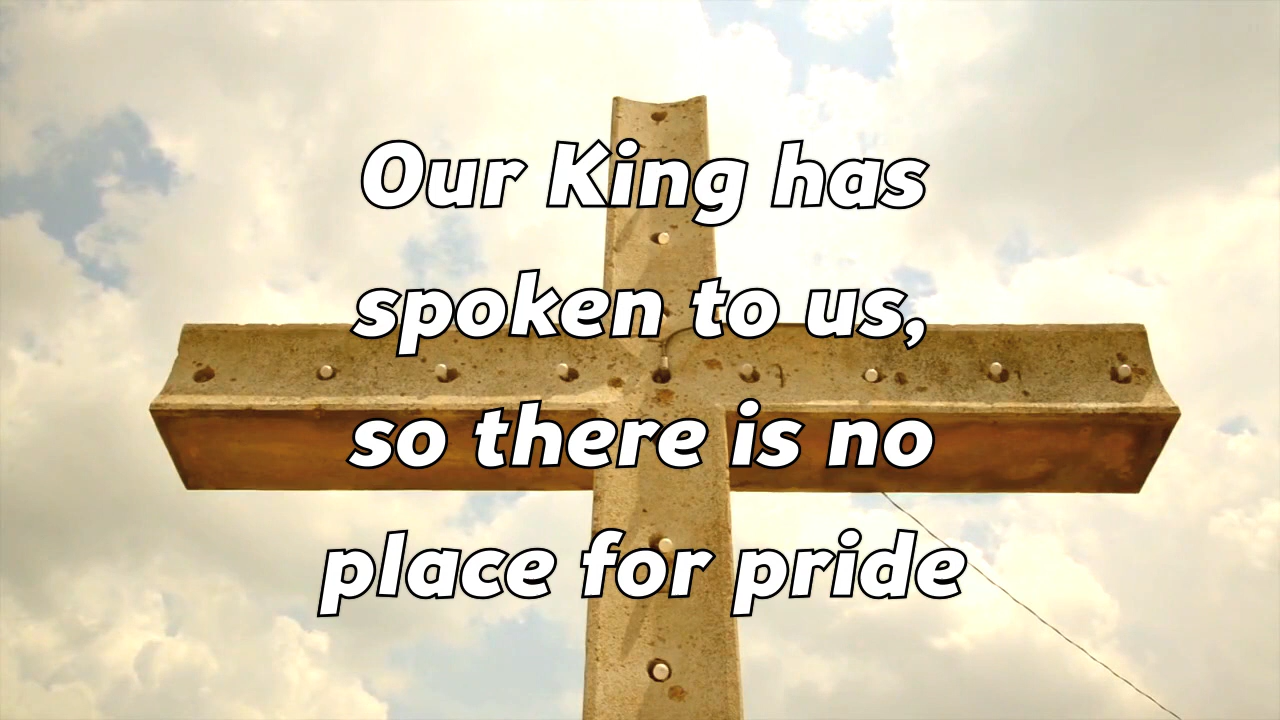 Our King has
spoken to us,
so there is no
place for pride